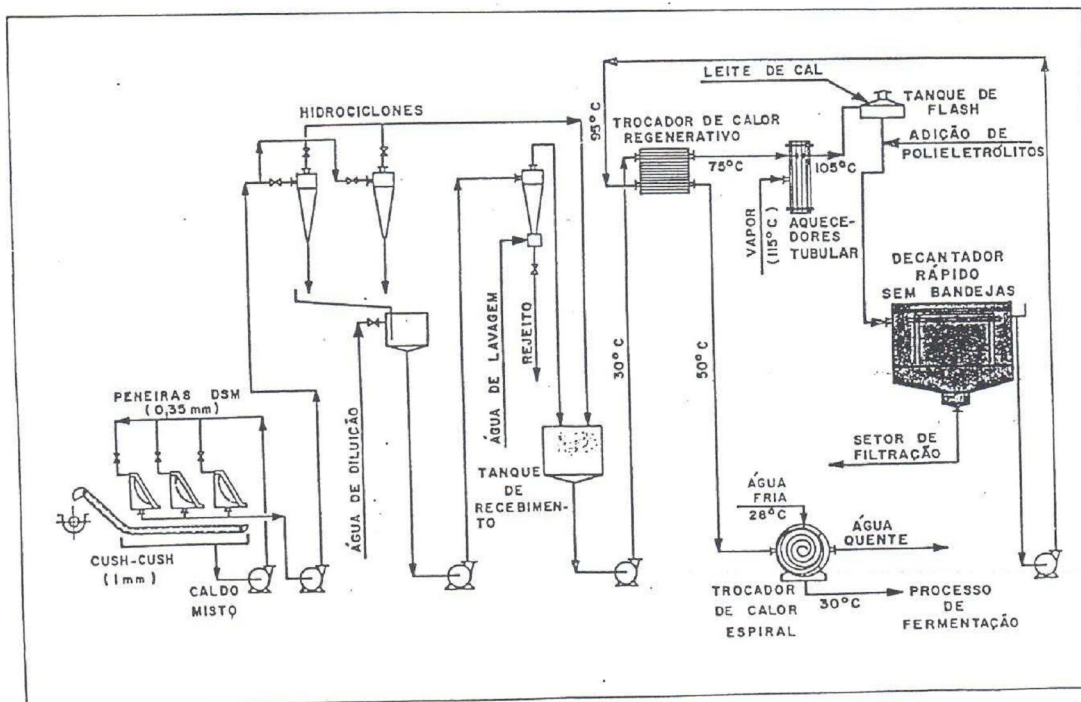 HIDROCICLONES
LEITE DE CAL
TANQUE DE
FLASH
TROCADOR DE CALOR
REGENERATIVO
95°C
ADIÇÃO DE
POLIELETRÓLITOS
75°C
105°C
VAPOR
(115°C)
AQUECE-
DORES
TUBULAR
DECANTADOR
RÁPIDO
SEM BANDEJAS
ÁGUA DE LAVAGEM
REJEITO
30°C
50°C
PENEIRAS DSM
(0,35mm)
ÁGUA DE DILUIÇÃO
TANQUE
DE
RECEBIMEN-
TO
SETOR DE
FILTRAÇÃO
ÁGUA
FRIA
28°C
ÁGUA
QUENTE
CUSH-CUSH
(1mm)
CALDO
MISTO
TROCADOR
DE CALOR
ESPIRAL
30°C
PROCESSO
DE
FERMENTAÇÃO